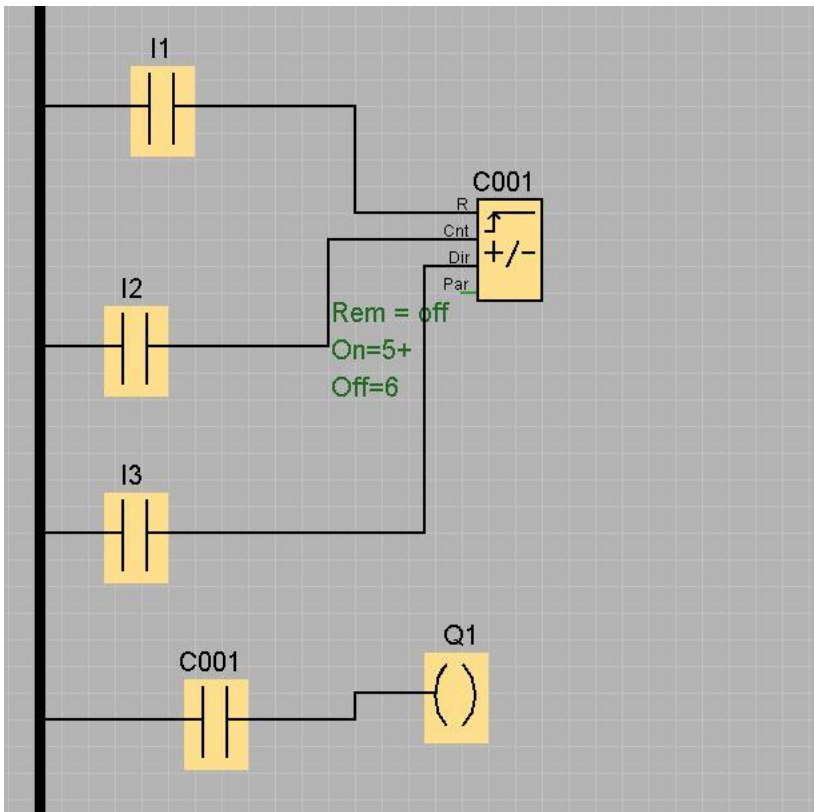 I1
C001
R
Cnt
+/-
Dir
Par
I2
Rem = off
On=5+
Off=6
I3
Q1
C001